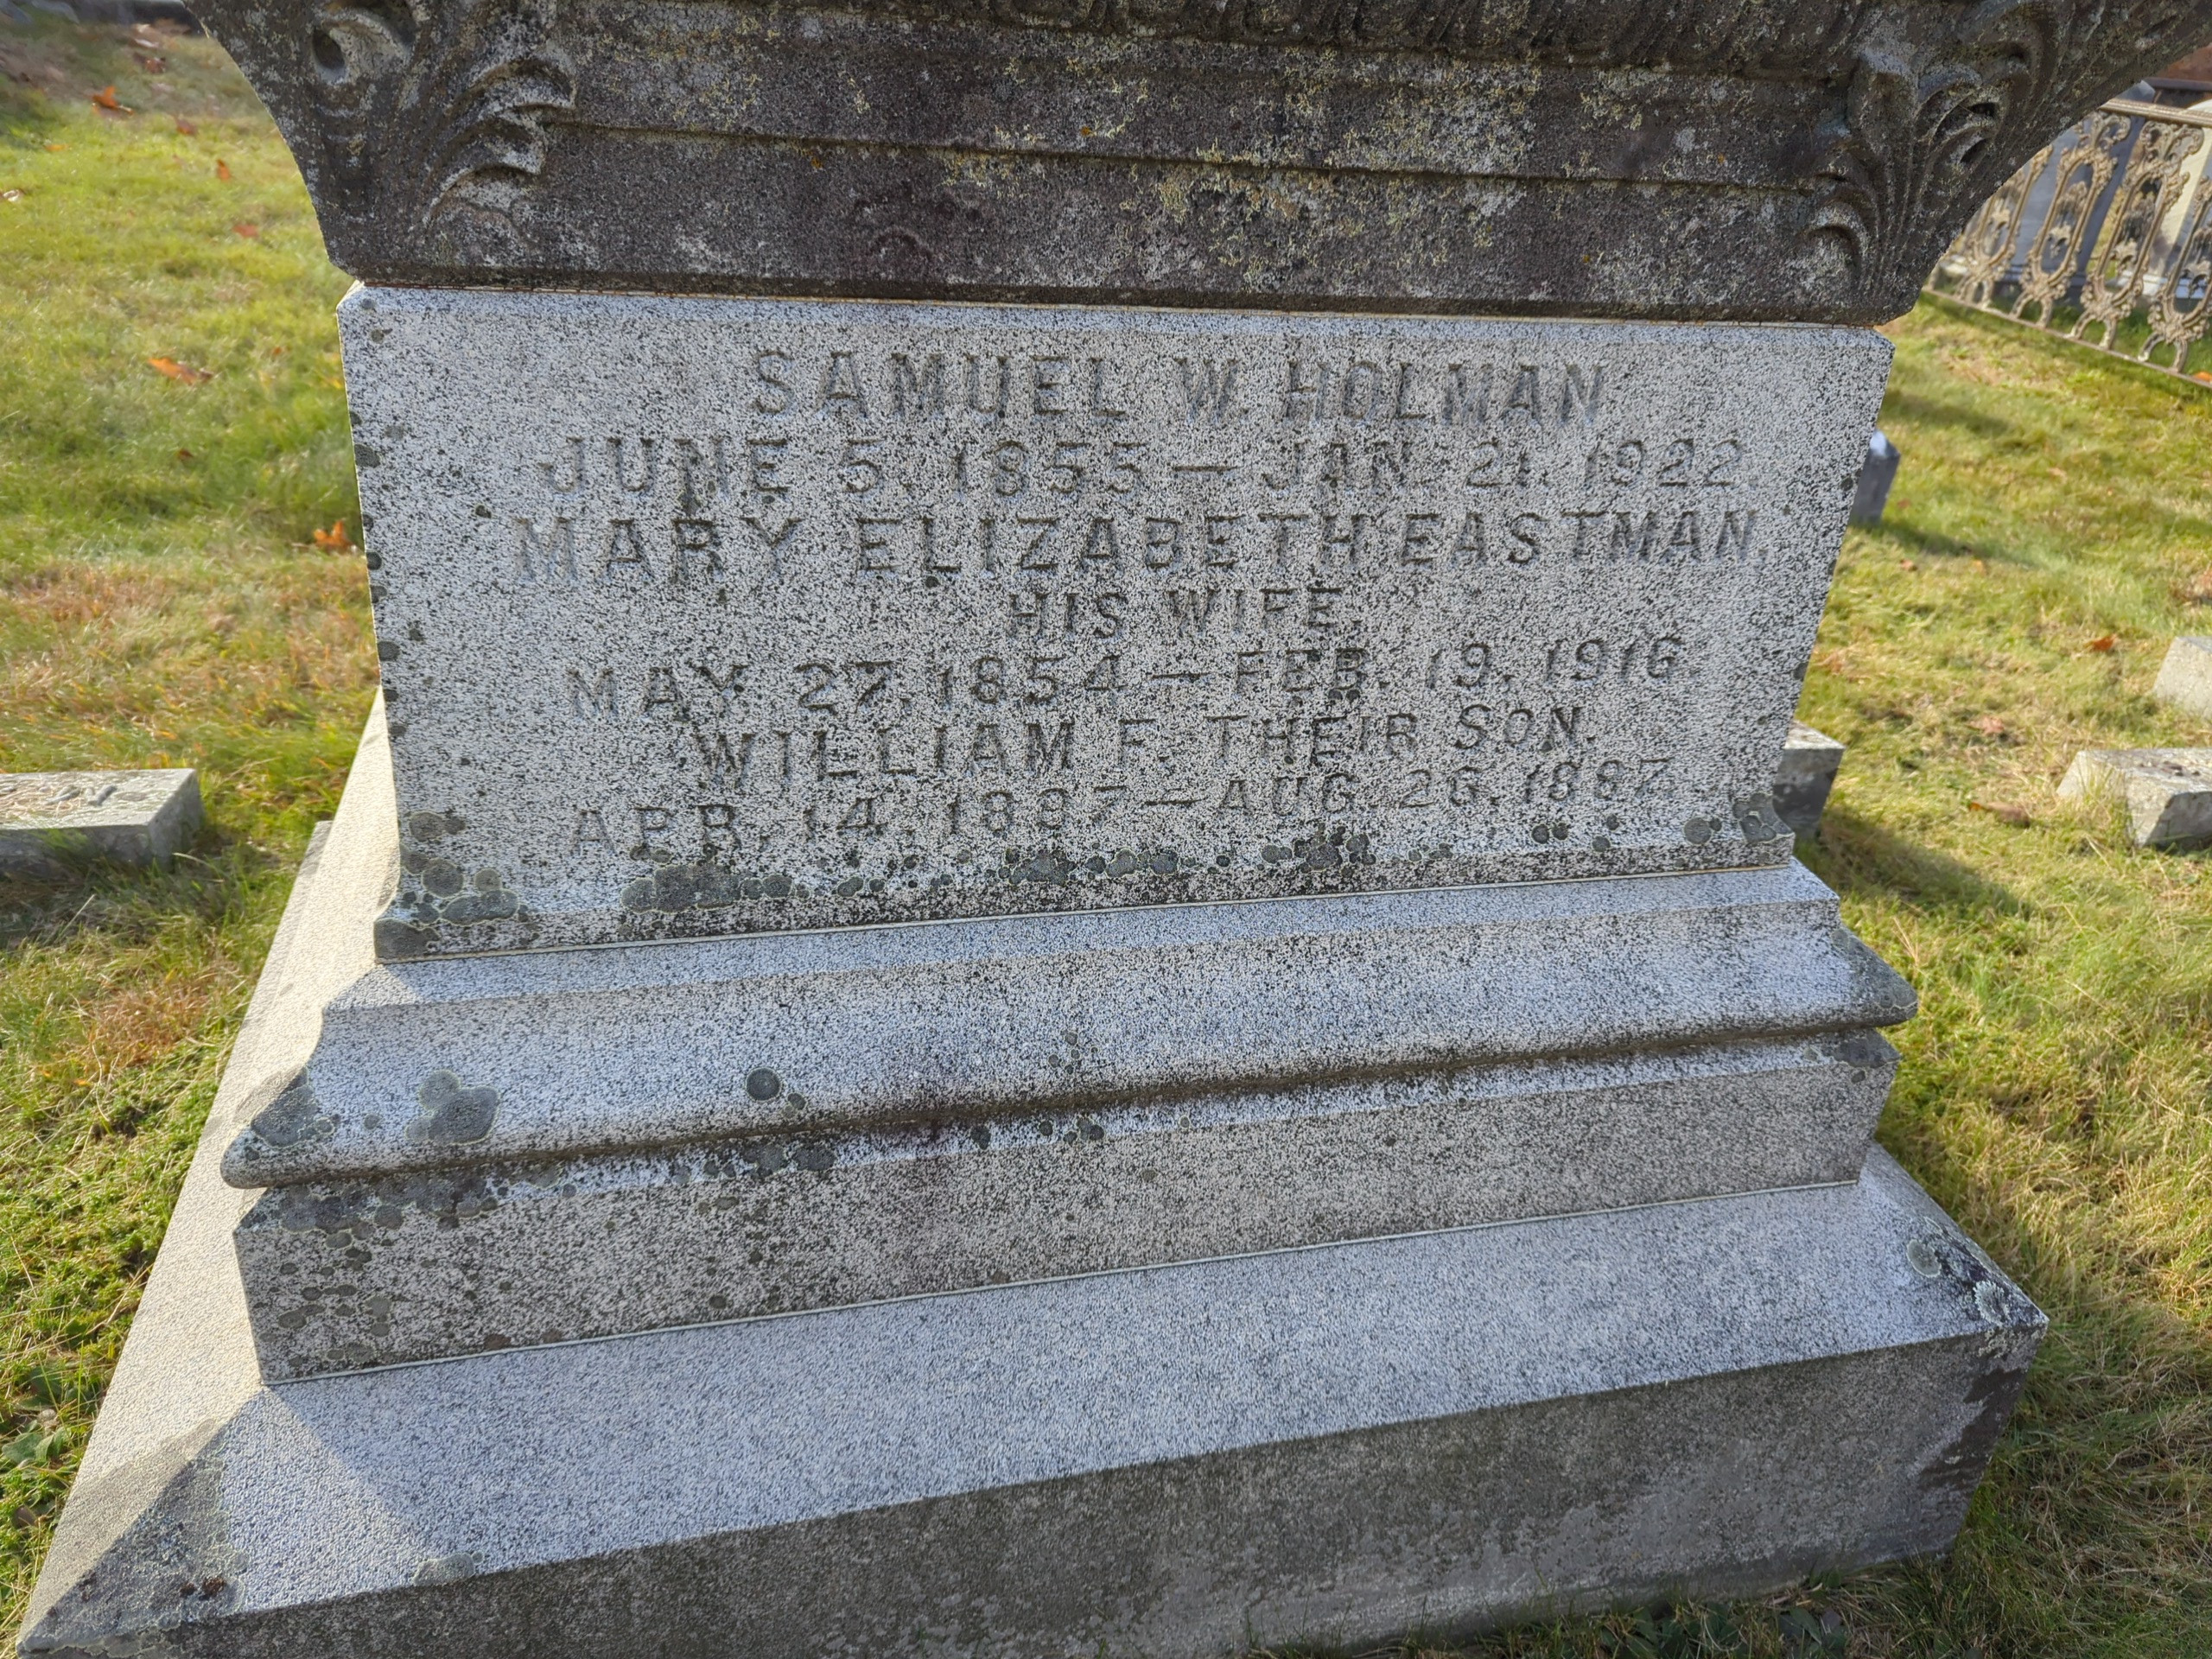 SAMUEL W. HOLMAN
JUNE 5, 1855 — JAN. 21, 1922.
MARY ELIZABETH EASTMAN,
HIS WIFE,
MAY 27, 1854 — FEB. 19, 1916.
WILLIAM F. THEIR SON.
APR. 14, 1887 — AUG. 26, 1887.